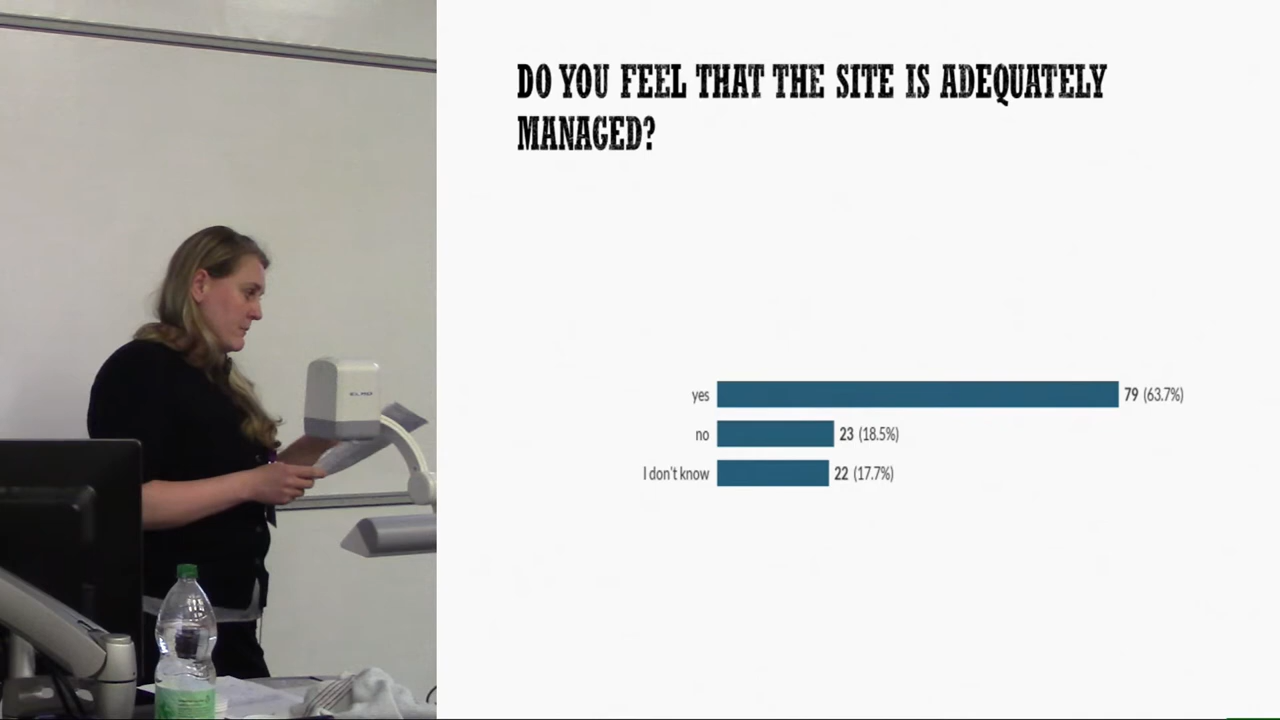 DO YOU FEEL THAT THE SITE IS ADEQUATELY
MANAGED?
yes 79 (63.7%)
no 23 (18.5%)
I don't know 22 (17.7%)
ELMO